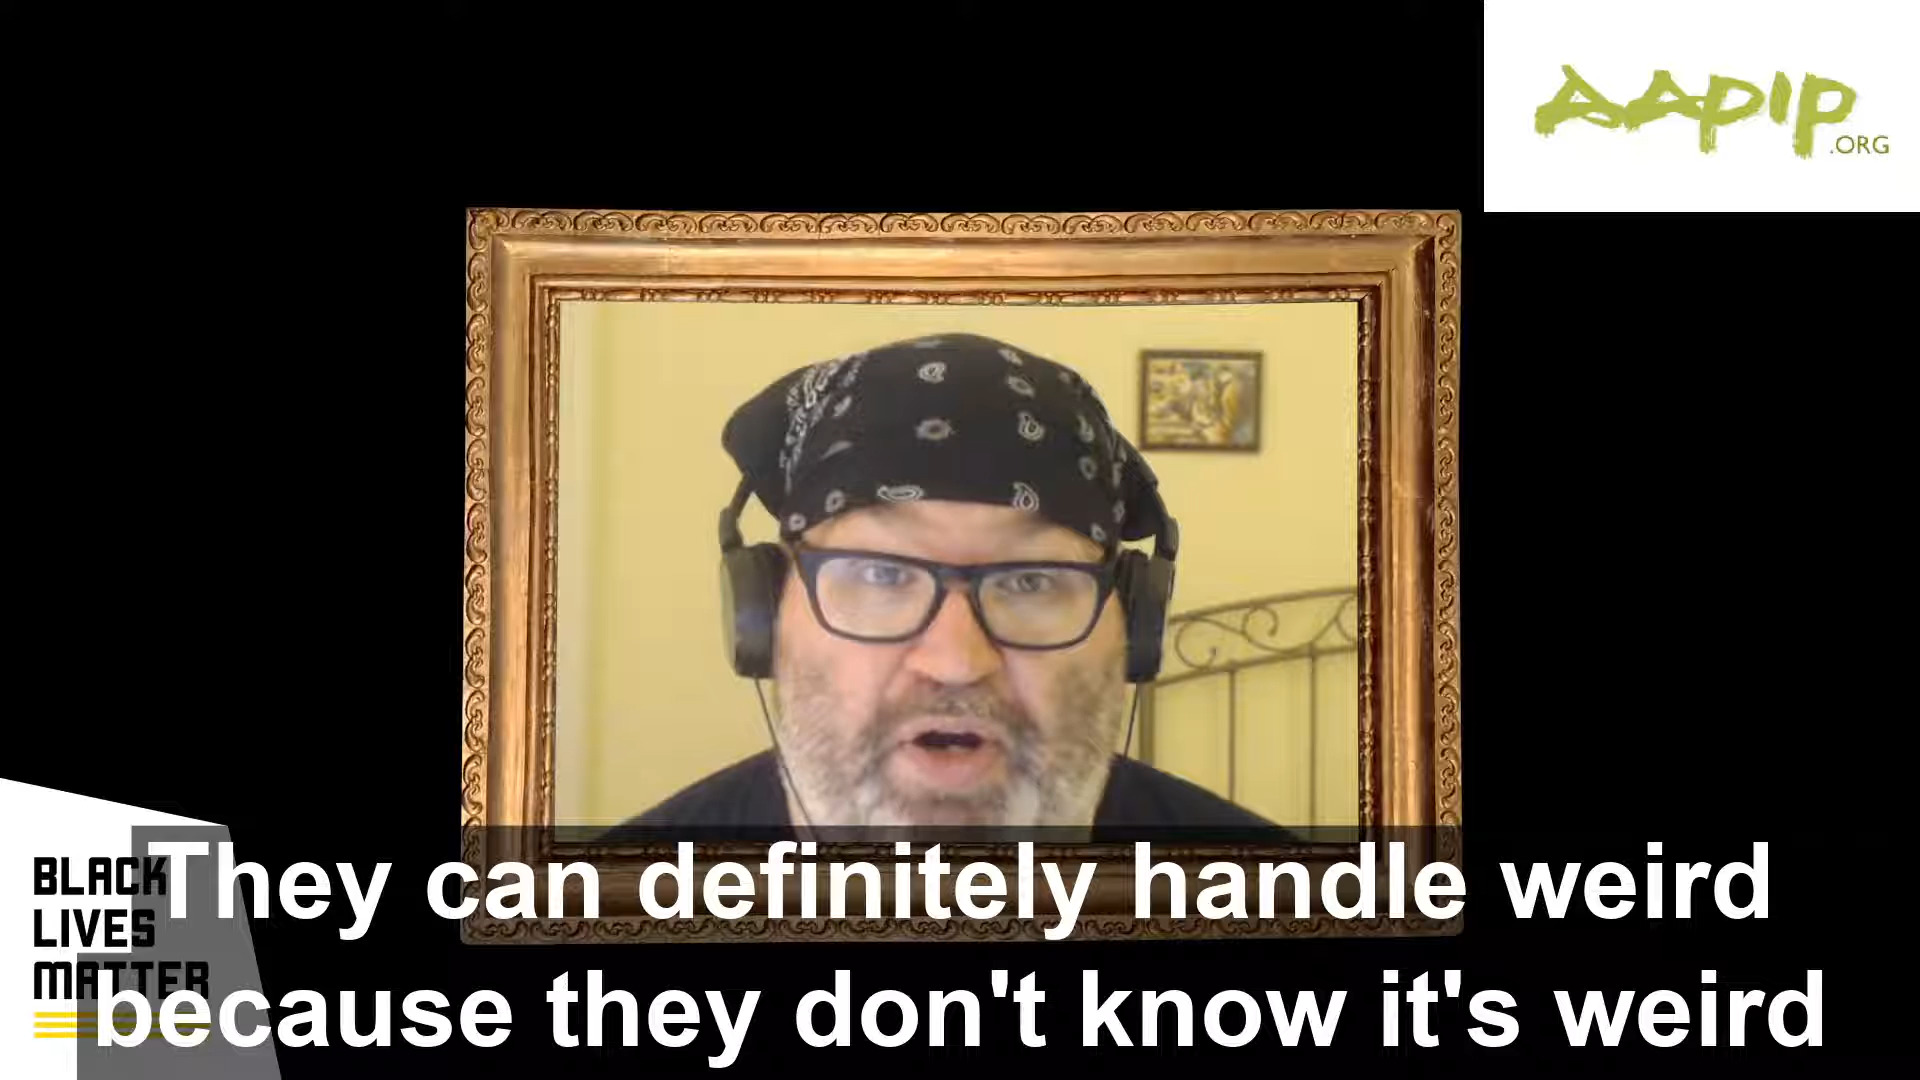 AAPIP
.ORG
BLACK
LIVES
MATTER
They can definitely handle weird
because they don't know it's weird